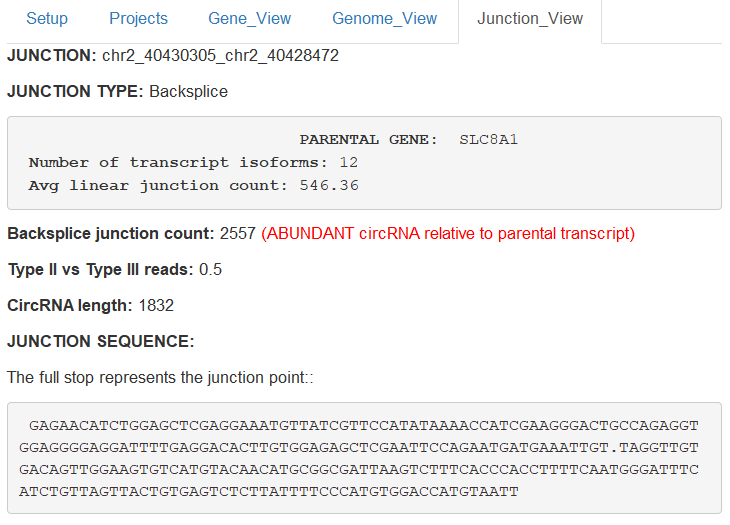 Setup Projects Gene_View Genome_View Junction_View
JUNCTION: chr2_40430305_chr2_40428472
JUNCTION TYPE: Backsplice
PARENTAL GENE: SLC8A1
Number of transcript isoforms: 12
Avg linear junction count: 546.36
Backsplice junction count: 2557 (ABUNDANT circRNA relative to parental transcript)
Type II vs Type III reads: 0.5
CircRNA length: 1832
JUNCTION SEQUENCE:
The full stop represents the junction point::
GAGAACATCTGGAGCTCGAGGAAATGTTATCGTTCCATATAAAACCATCGAAGGGACTGCCAGAGGT
GGAGGGGAGGATTTTGAGGACACTTGTGGAGAGCTCGAATTCCAGAATGATGAAATTGT.TAGGTTGT
GACAGTTGGAAGTGTCATGTACAACATGCGGCGATTAAGTCTTTCACCCACCTTTTCAATGGGATTTC
ATCTGTTAGTTACTGTGAGTCTCTTATTTTCCCATGTGGACCATGTAATT